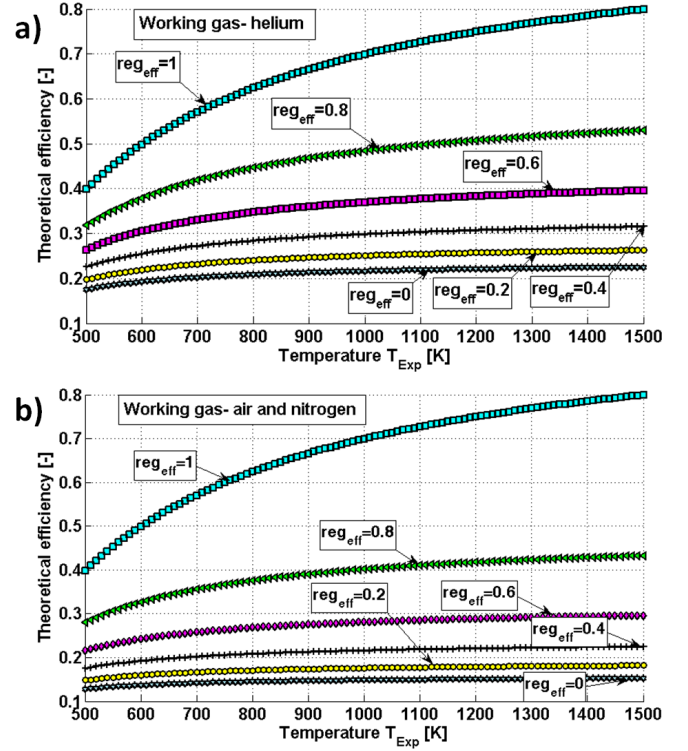 a)
Working gas- helium
Theoretical efficiency [-]
0.8
0.7
0.6
0.5
0.4
0.3
0.2
0.1
reg_eff=1
reg_eff=0.8
reg_eff=0.6
reg_eff=0
reg_eff=0.2
reg_eff=0.4
500 600 700 800 900 1000 1100 1200 1300 1400 1500
Temperature T_Exp [K]
b)
Working gas- air and nitrogen
Theoretical efficiency [-]
0.8
0.7
0.6
0.5
0.4
0.3
0.2
0.1
reg_eff=1
reg_eff=0.8
reg_eff=0.2
reg_eff=0.6
reg_eff=0.4
reg_eff=0
500 600 700 800 900 1000 1100 1200 1300 1400 1500
Temperature T_Exp [K]